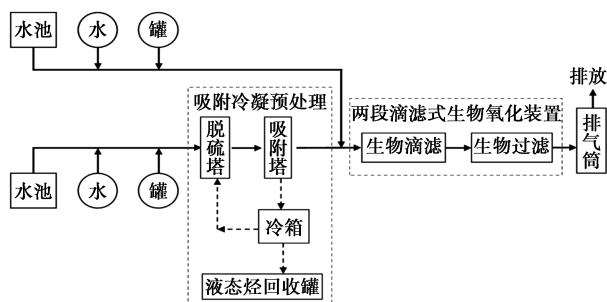 水池 水 罐
排放
吸附冷凝预处理
两段滴滤式生物氧化装置
脱硫塔
吸附塔
生物滴滤
生物过滤
排气筒
水池 水 罐
冷箱
液态烃回收罐